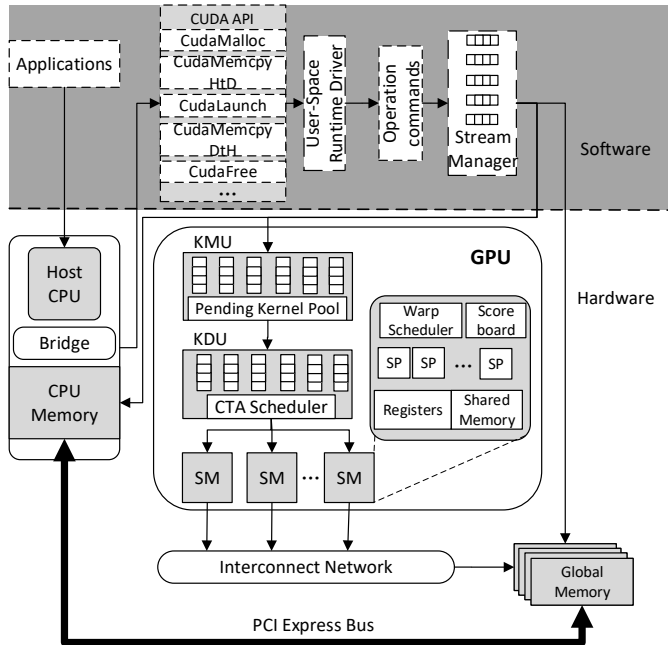 CUDA API
CudaMalloc
CudaMemcpy
HtD
CudaLaunch
CudaMemcpy
DtH
CudaFree
...
Applications
User-Space
Runtime Driver
Operation
commands
Stream
Manager
Software
Hardware
Host
CPU
Bridge
CPU
Memory
GPU
KMU
Pending Kernel Pool
KDU
CTA Scheduler
SM
SM
...
SM
Warp
Scheduler
Score
board
SP
SP
...
SP
Registers
Shared
Memory
Interconnect Network
Global
Memory
PCI Express Bus